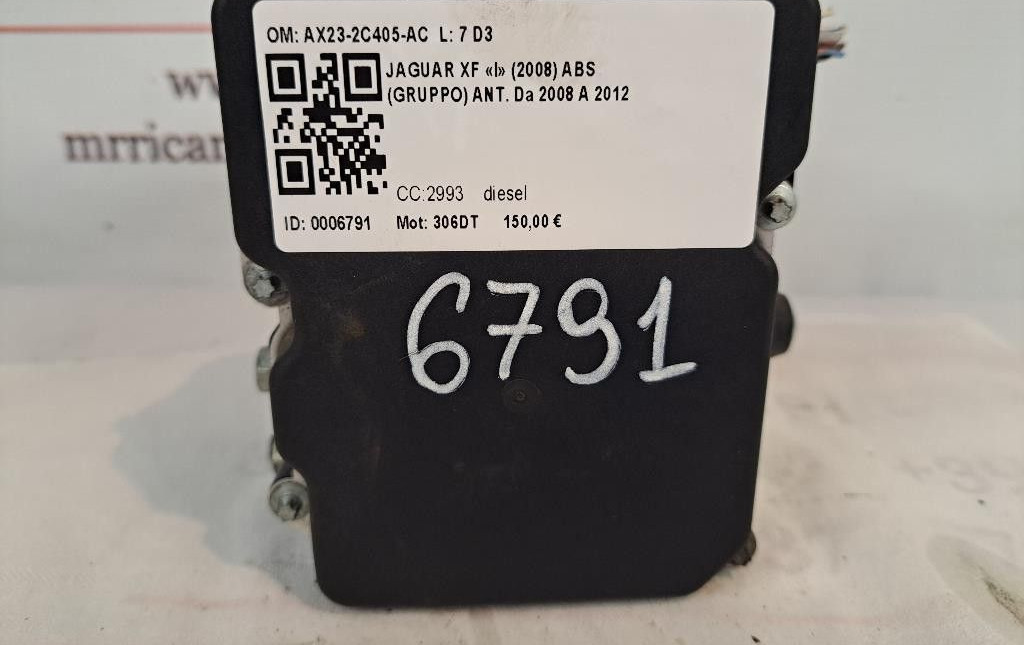 OM: AX23-2C405-AC L: 7 D3
JAGUAR XF «I» (2008) ABS
(GRUPPO) ANT. Da 2008 A 2012
CC:2993 diesel
ID: 0006791 Mot: 306DT 150,00 €
6791